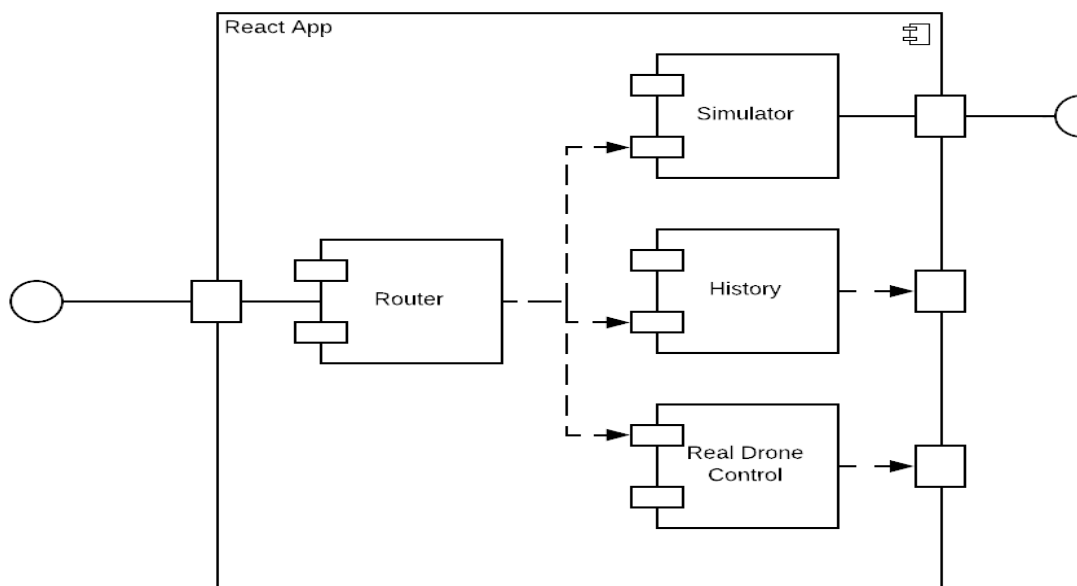 React App
Simulator
Router
History
Real Drone
Control